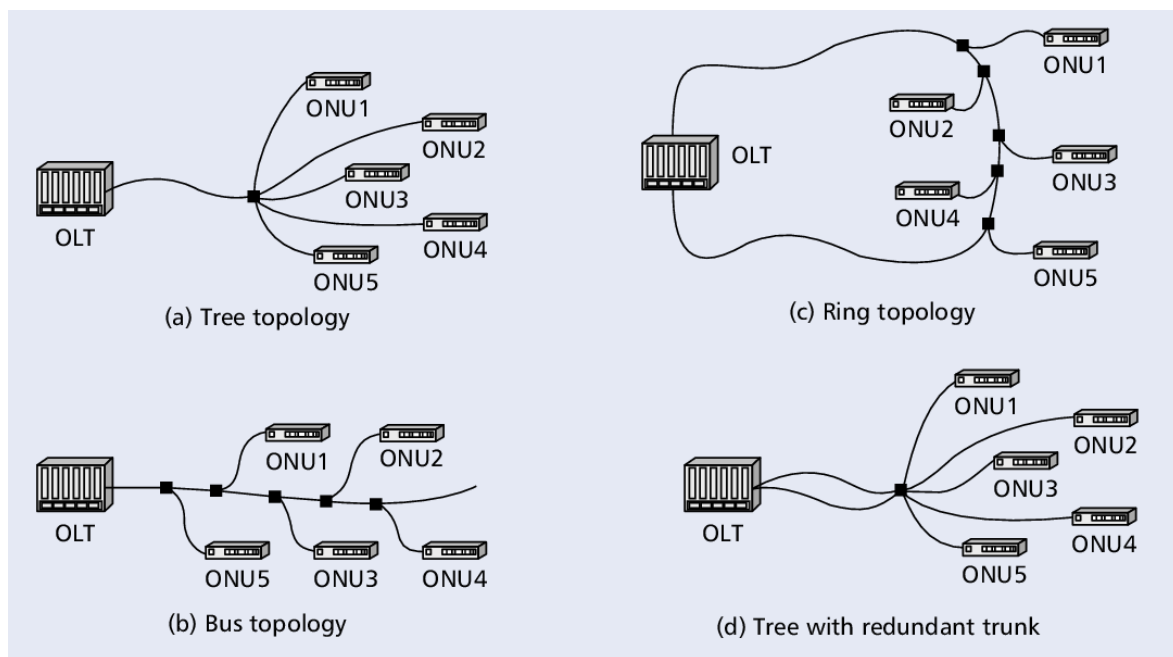 ONU1
ONU2
ONU3
OLT
ONU4
ONU5
(a) Tree topology
ONU1
ONU2
OLT
ONU3
ONU4
ONU5
(c) Ring topology
ONU1
ONU2
OLT
ONU5
ONU3
ONU4
(b) Bus topology
ONU1
ONU2
ONU3
OLT
ONU4
ONU5
(d) Tree with redundant trunk